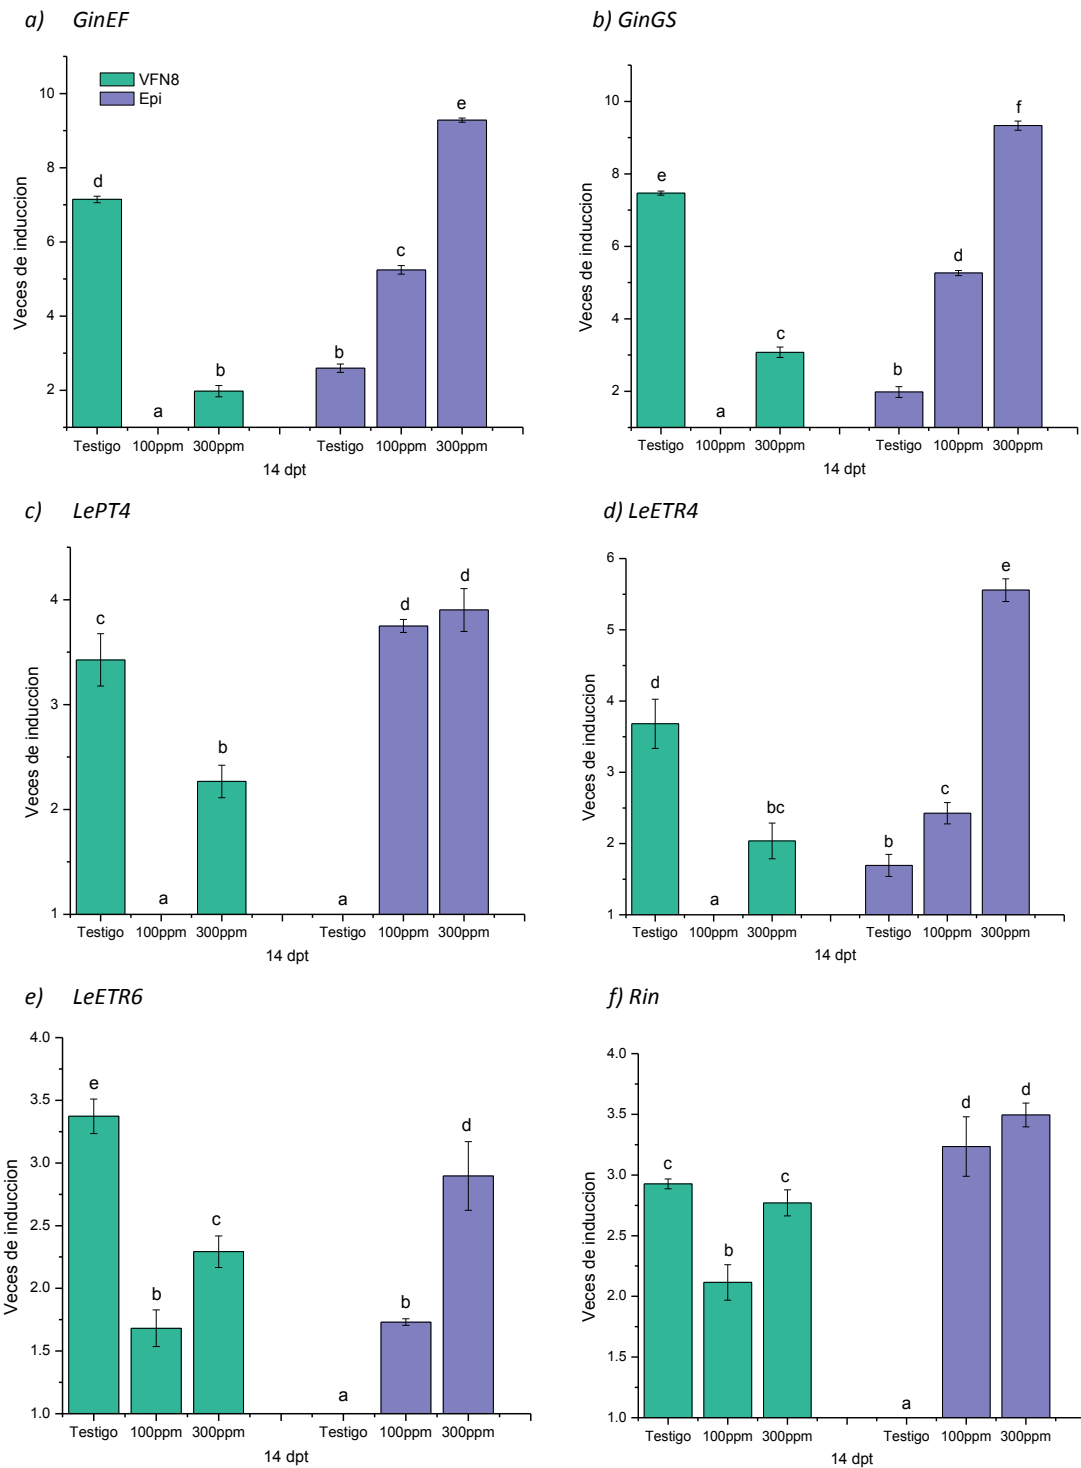 a) GinEF
VFN8
Epi
Veces de induccion
10
8
6
4
2
d
a
b
b
c
e
Testigo 100ppm 300ppm Testigo 100ppm 300ppm
14 dpt
b) GinGS
Veces de induccion
10
8
6
4
2
e
a
c
b
d
f
Testigo 100ppm 300ppm Testigo 100ppm 300ppm
14 dpt
c) LePT4
Veces de induccion
4
3
2
1
c
a
b
a
d
d
Testigo 100ppm 300ppm Testigo 100ppm 300ppm
14 dpt
d) LeETR4
Veces de induccion
6
5
4
3
2
1
d
a
bc
b
c
e
Testigo 100ppm 300ppm Testigo 100ppm 300ppm
14 dpt
e) LeETR6
Veces de induccion
4.0
3.5
3.0
2.5
2.0
1.5
1.0
e
b
c
a
b
d
Testigo 100ppm 300ppm Testigo 100ppm 300ppm
14 dpt
f) Rin
Veces de induccion
4.0
3.5
3.0
2.5
2.0
1.5
1.0
c
b
c
a
d
d
Testigo 100ppm 300ppm Testigo 100ppm 300ppm
14 dpt